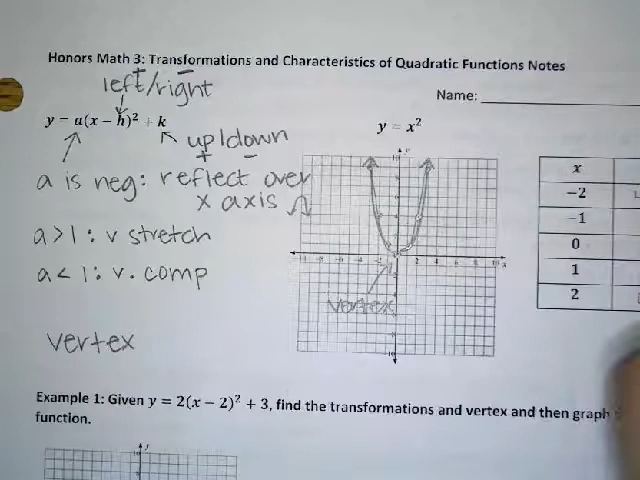 Honors Math 3: Transformations and Characteristics of Quadratic Functions Notes
+ −
left/right
Name:
y = a(x − h)² + k
y = x²
up/down
+ −
a is neg: reflect over
x axis
a > 1 : v stretch
a < 1 : v. comp
vertex
vertex
x
−2
−1
0
1
2
Example 1: Given y = 2(x − 2)² + 3, find the transformations and vertex and then graph
function.